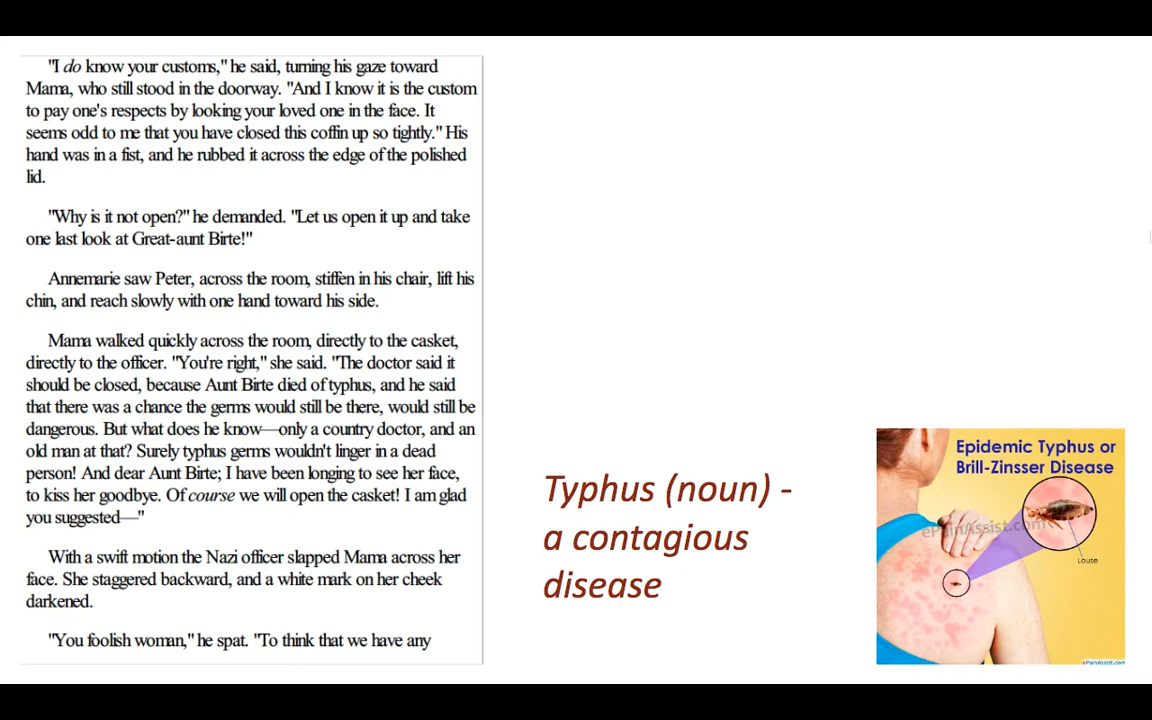 "I do know your customs," he said, turning his gaze toward
Mama, who still stood in the doorway. "And I know it is the custom
to pay one's respects by looking your loved one in the face. It
seems odd to me that you have closed this coffin up so tightly." His
hand was in a fist, and he rubbed it across the edge of the polished
lid.
"Why is it not open?" he demanded. "Let us open it up and take
one last look at Great-aunt Birte!"
Annemarie saw Peter, across the room, stiffen in his chair, lift his
chin, and reach slowly with one hand toward his side.
Mama walked quickly across the room, directly to the casket,
directly to the officer. "You're right," she said. "The doctor said it
should be closed, because Aunt Birte died of typhus, and he said
that there was a chance the germs would still be there, would still be
dangerous. But what does he know—only a country doctor, and an
old man at that? Surely typhus germs wouldn't linger in a dead
person! And dear Aunt Birte; I have been longing to see her face,
to kiss her goodbye. Of course we will open the casket! I am glad
you suggested—"
With a swift motion the Nazi officer slapped Mama across her
face. She staggered backward, and a white mark on her cheek
darkened.
"You foolish woman," he spat. "To think that we have any
Typhus (noun) -
a contagious
disease
Epidemic Typhus or
Brill-Zinsser Disease
ePainAssist.com
Louse
ePainAssist.com